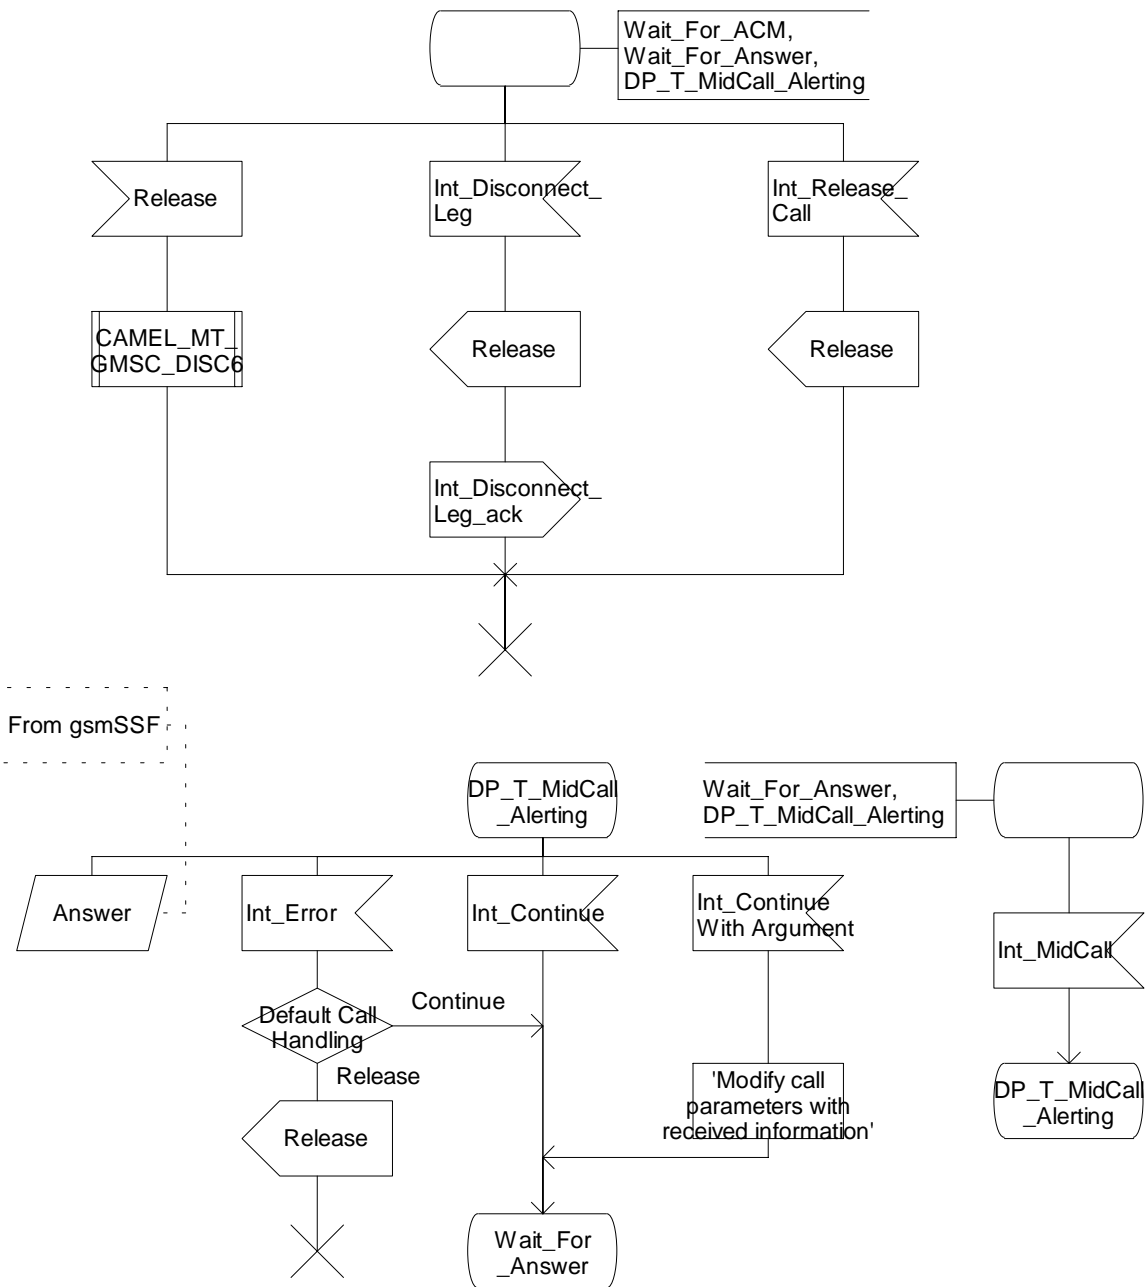 Wait_For_ACM,
Wait_For_Answer,
DP_T_MidCall_Alerting
Release
Int_Disconnect_
Leg
Int_Release_
Call
CAMEL_MT_
GMSC_DISC6
Release
Release
Int_Disconnect_
Leg_ack
From gsmSSF
DP_T_MidCall
_Alerting
Wait_For_Answer,
DP_T_MidCall_Alerting
Answer
Int_Error
Int_Continue
Int_Continue
With Argument
Int_MidCall
Default Call
Handling
Continue
Release
'Modify call
parameters with
received information'
DP_T_MidCall
_Alerting
Release
Wait_For
_Answer